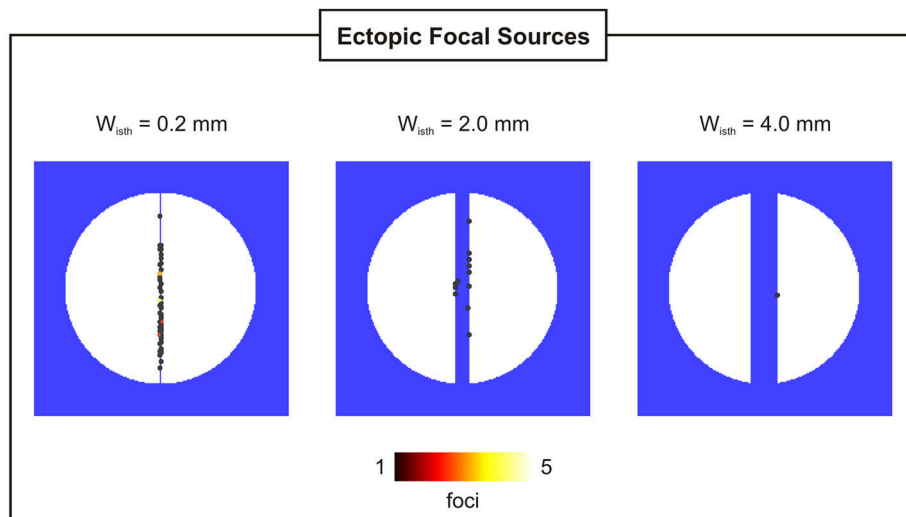 Ectopic Focal Sources
W_isth = 0.2 mm
W_isth = 2.0 mm
W_isth = 4.0 mm
1
5
foci